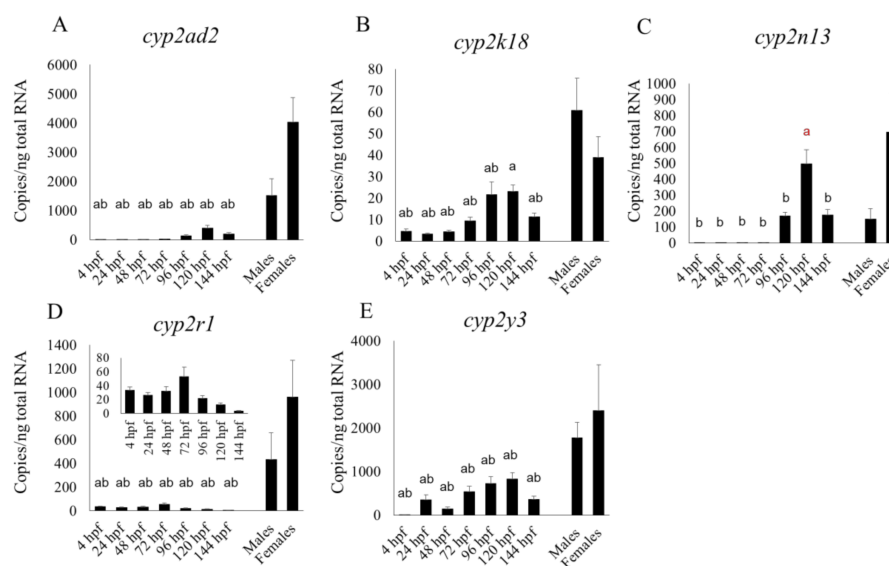 A
cyp2ad2
Copies/ng total RNA
6000
5000
4000
3000
2000
1000
0
ab ab ab ab ab ab ab
4 hpf
24 hpf
48 hpf
72 hpf
96 hpf
120 hpf
144 hpf
Males
Females
B
cyp2k18
Copies/ng total RNA
80
70
60
50
40
30
20
10
0
ab ab ab ab ab a ab
4 hpf
24 hpf
48 hpf
72 hpf
96 hpf
120 hpf
144 hpf
Males
Females
C
cyp2n13
Copies/ng total RNA
1000
900
800
700
600
500
400
300
200
100
0
b b b b b a b
4 hpf
24 hpf
48 hpf
72 hpf
96 hpf
120 hpf
144 hpf
Males
Females
D
cyp2r1
Copies/ng total RNA
1400
1200
1000
800
600
400
200
0
80
60
40
20
0
4 hpf
24 hpf
48 hpf
72 hpf
96 hpf
120 hpf
144 hpf
ab ab ab ab ab ab ab
4 hpf
24 hpf
48 hpf
72 hpf
96 hpf
120 hpf
144 hpf
Males
Females
E
cyp2y3
Copies/ng total RNA
4000
3000
2000
1000
0
ab ab ab ab ab ab ab
4 hpf
24 hpf
48 hpf
72 hpf
96 hpf
120 hpf
144 hpf
Males
Females